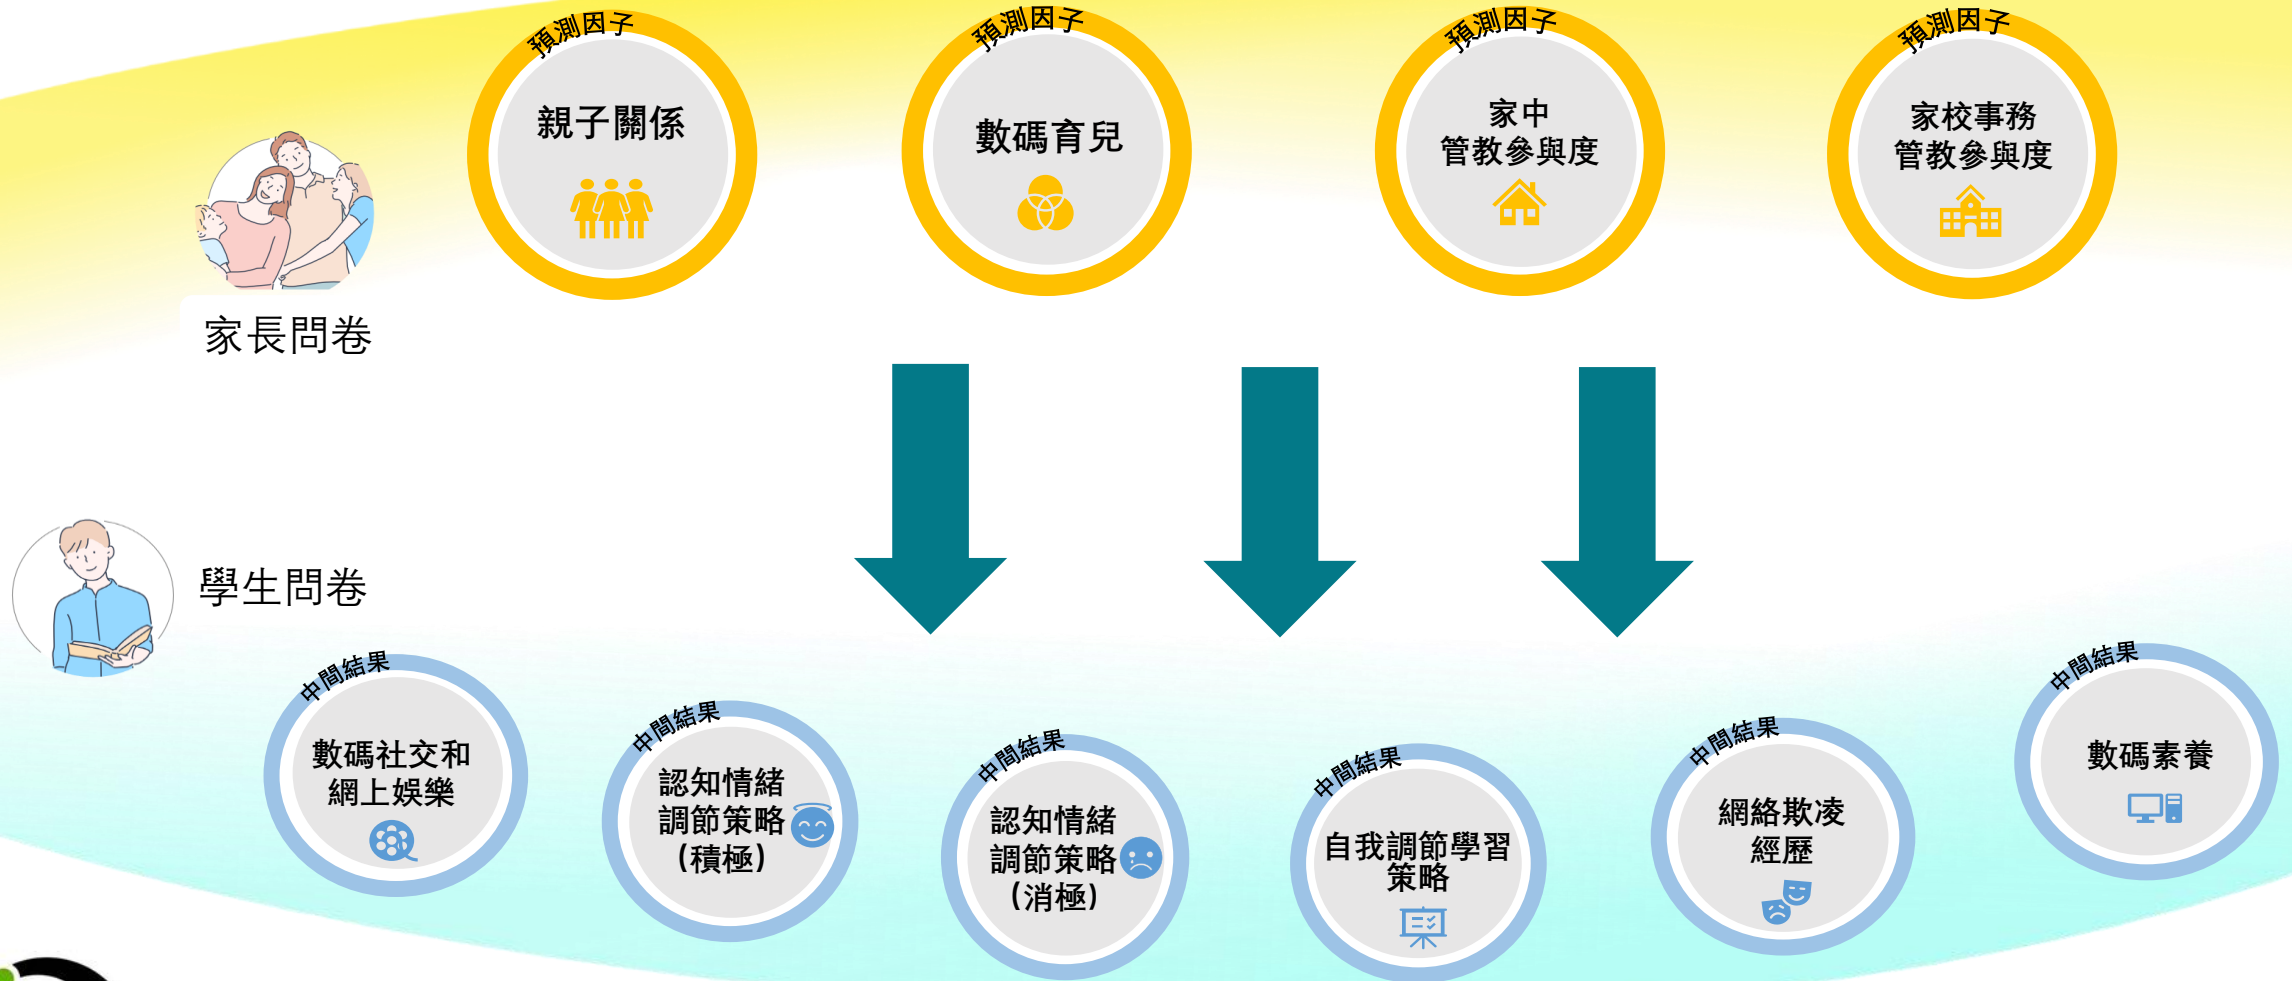 預測因子
親子關係
預測因子
數碼育兒
預測因子
家中
管教參與度
預測因子
家校事務
管教參與度
家長問卷
學生問卷
中間結果
數碼社交和
網上娛樂
中間結果
認知情緒
調節策略
(積極)
中間結果
認知情緒
調節策略
(消極)
中間結果
自我調節學習
策略
中間結果
網絡欺凌
經歷
中間結果
數碼素養